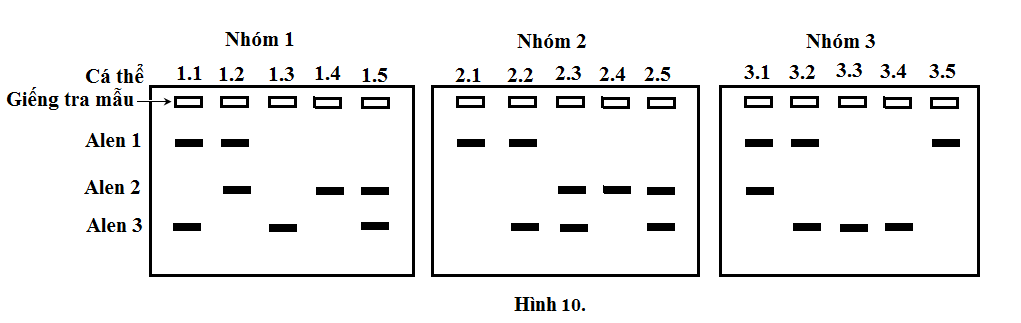 Nhóm 1 Nhóm 2 Nhóm 3
Cá thể 1.1 1.2 1.3 1.4 1.5 2.1 2.2 2.3 2.4 2.5 3.1 3.2 3.3 3.4 3.5
Giếng tra mẫu
Alen 1
Alen 2
Alen 3
Hình 10.